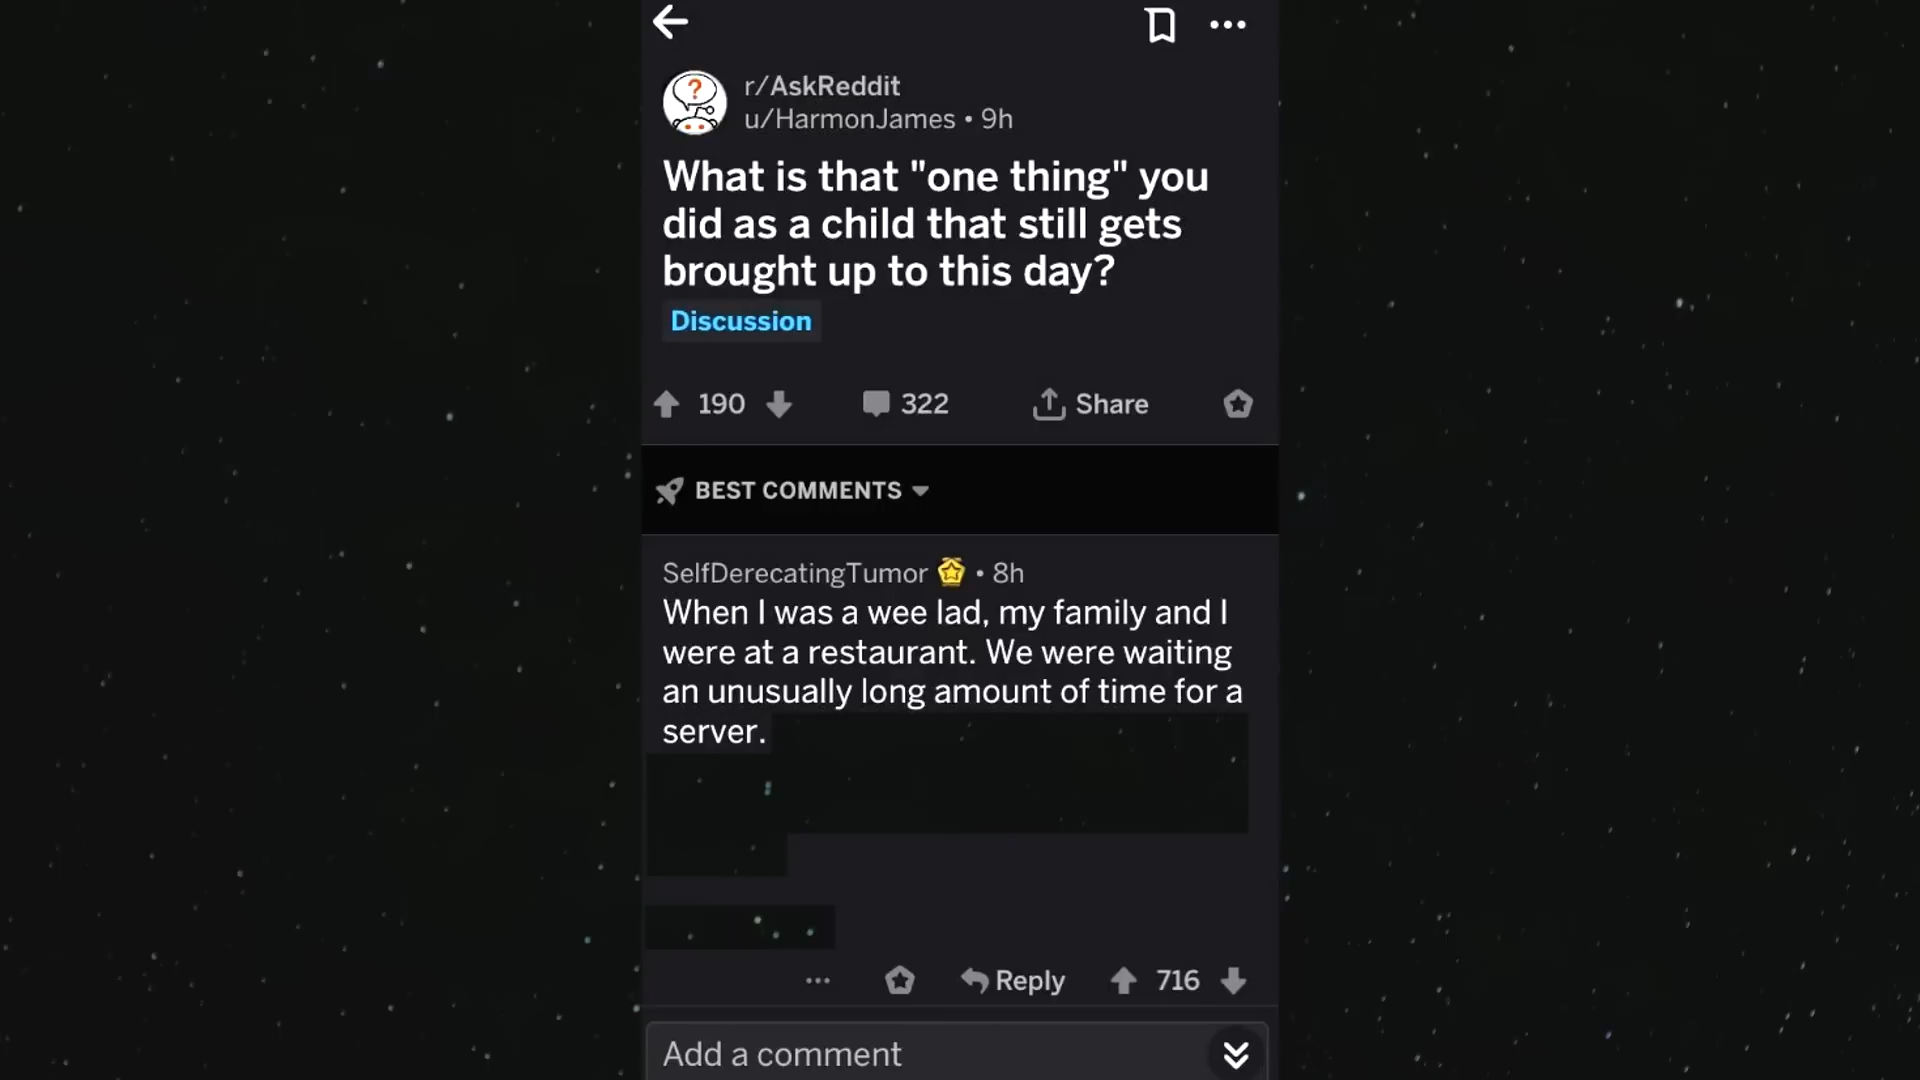 r/AskReddit
u/HarmonJames • 9h
What is that "one thing" you
did as a child that still gets
brought up to this day?
Discussion
190
322
Share
BEST COMMENTS
SelfDerecatingTumor • 8h
When I was a wee lad, my family and I
were at a restaurant. We were waiting
an unusually long amount of time for a
server.
Reply
716
Add a comment